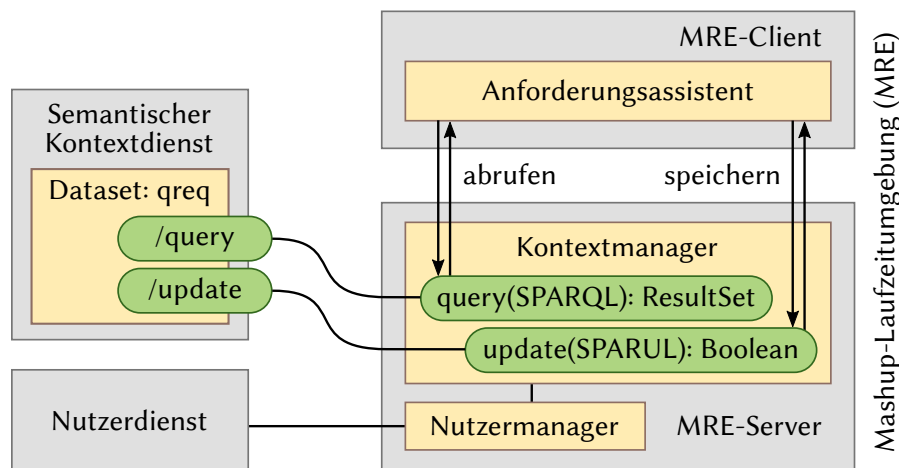 MRE-Client
Anforderungsassistent
Semantischer
Kontextdienst
Dataset: qreq
/query
/update
abrufen
speichern
Kontextmanager
query(SPARQL): ResultSet
update(SPARUL): Boolean
Nutzerdienst
Nutzermanager
MRE-Server
Mashup-Laufzeitumgebung (MRE)